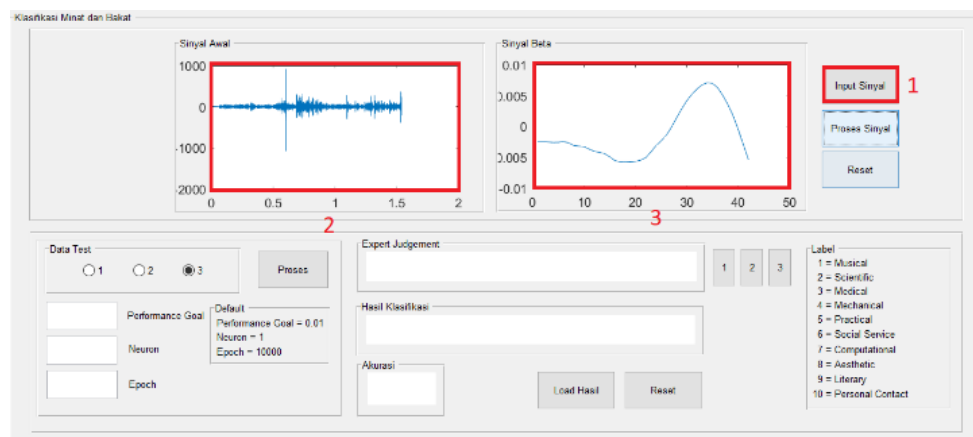 Klasifikasi Minat dan Bakat
Sinyal Awal
1000
0
-1000
-2000
0 0.5 1 1.5 2
2
Sinyal Beta
0.01
0.005
0
0.005
-0.01
0 10 20 30 40 50
3
Input Sinyal
1
Proses Sinyal
Reset
Data Test
1 2 3
Proses
Performance Goal
Neuron
Epoch
Default
Performance Goal = 0.01
Neuron = 1
Epoch = 10000
Expert Judgement
1 2 3
Hasil Klasifikasi
Akurasi
Load Hasil
Reset
Label
1 = Musical
2 = Scientific
3 = Medical
4 = Mechanical
5 = Practical
6 = Social Service
7 = Computational
8 = Aesthetic
9 = Literary
10 = Personal Contact